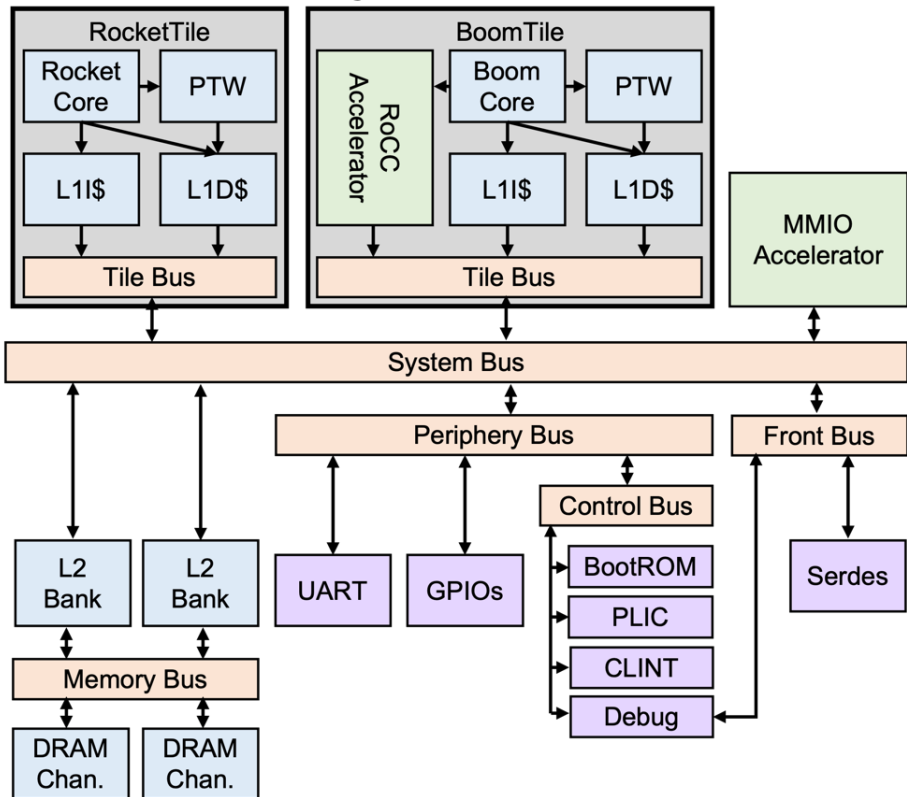 RocketTile
Rocket
Core
PTW
L1I$
L1D$
Tile Bus
BoomTile
RoCC
Accelerator
Boom
Core
PTW
L1I$
L1D$
Tile Bus
MMIO
Accelerator
System Bus
Periphery Bus
Front Bus
Control Bus
L2
Bank
L2
Bank
UART
GPIOs
BootROM
PLIC
CLINT
Debug
Serdes
Memory Bus
DRAM
Chan.
DRAM
Chan.